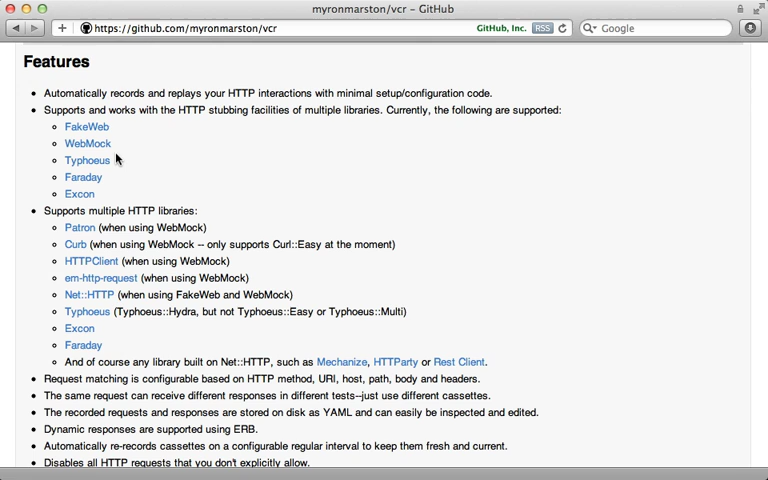 myronmarston/vcr – GitHub
https://github.com/myronmarston/vcr
GitHub, Inc.
RSS
Google
Features
Automatically records and replays your HTTP interactions with minimal setup/configuration code.
Supports and works with the HTTP stubbing facilities of multiple libraries. Currently, the following are supported:
FakeWeb
WebMock
Typhoeus
Faraday
Excon
Supports multiple HTTP libraries:
Patron (when using WebMock)
Curb (when using WebMock -- only supports Curl::Easy at the moment)
HTTPClient (when using WebMock)
em-http-request (when using WebMock)
Net::HTTP (when using FakeWeb and WebMock)
Typhoeus (Typhoeus::Hydra, but not Typhoeus::Easy or Typhoeus::Multi)
Excon
Faraday
And of course any library built on Net::HTTP, such as Mechanize, HTTParty or Rest Client.
Request matching is configurable based on HTTP method, URI, host, path, body and headers.
The same request can receive different responses in different tests--just use different cassettes.
The recorded requests and responses are stored on disk as YAML and can easily be inspected and edited.
Dynamic responses are supported using ERB.
Automatically re-records cassettes on a configurable regular interval to keep them fresh and current.
Disables all HTTP requests that you don't explicitly allow.